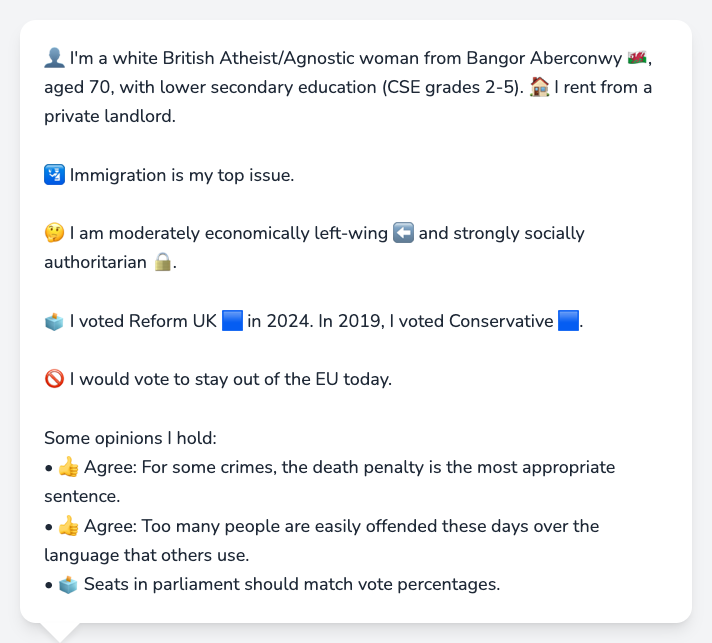 👤 I'm a white British Atheist/Agnostic woman from Bangor Aberconwy 🏴󠁧󠁢󠁷󠁬󠁳󠁿,
aged 70, with lower secondary education (CSE grades 2-5). 🏠 I rent from a
private landlord.
🛂 Immigration is my top issue.
🤔 I am moderately economically left-wing ⬅️ and strongly socially
authoritarian 🔒.
🗳️ I voted Reform UK 🟦 in 2024. In 2019, I voted Conservative 🟦.
🚫 I would vote to stay out of the EU today.
Some opinions I hold:
• 👍 Agree: For some crimes, the death penalty is the most appropriate
sentence.
• 👍 Agree: Too many people are easily offended these days over the
language that others use.
• 🗳️ Seats in parliament should match vote percentages.